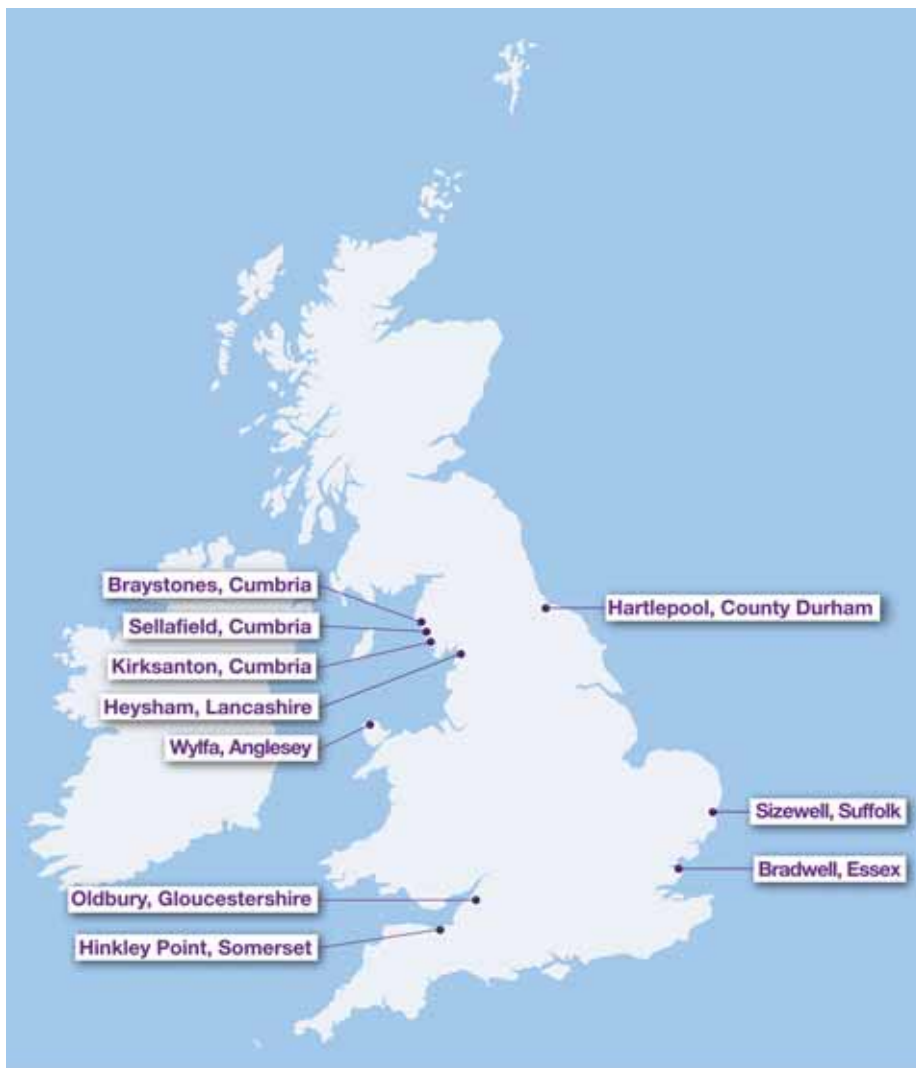 Braystones, Cumbria
Sellafield, Cumbria
Kirksanton, Cumbria
Heysham, Lancashire
Wylfa, Anglesey
Oldbury, Gloucestershire
Hinkley Point, Somerset
Hartlepool, County Durham
Sizewell, Suffolk
Bradwell, Essex